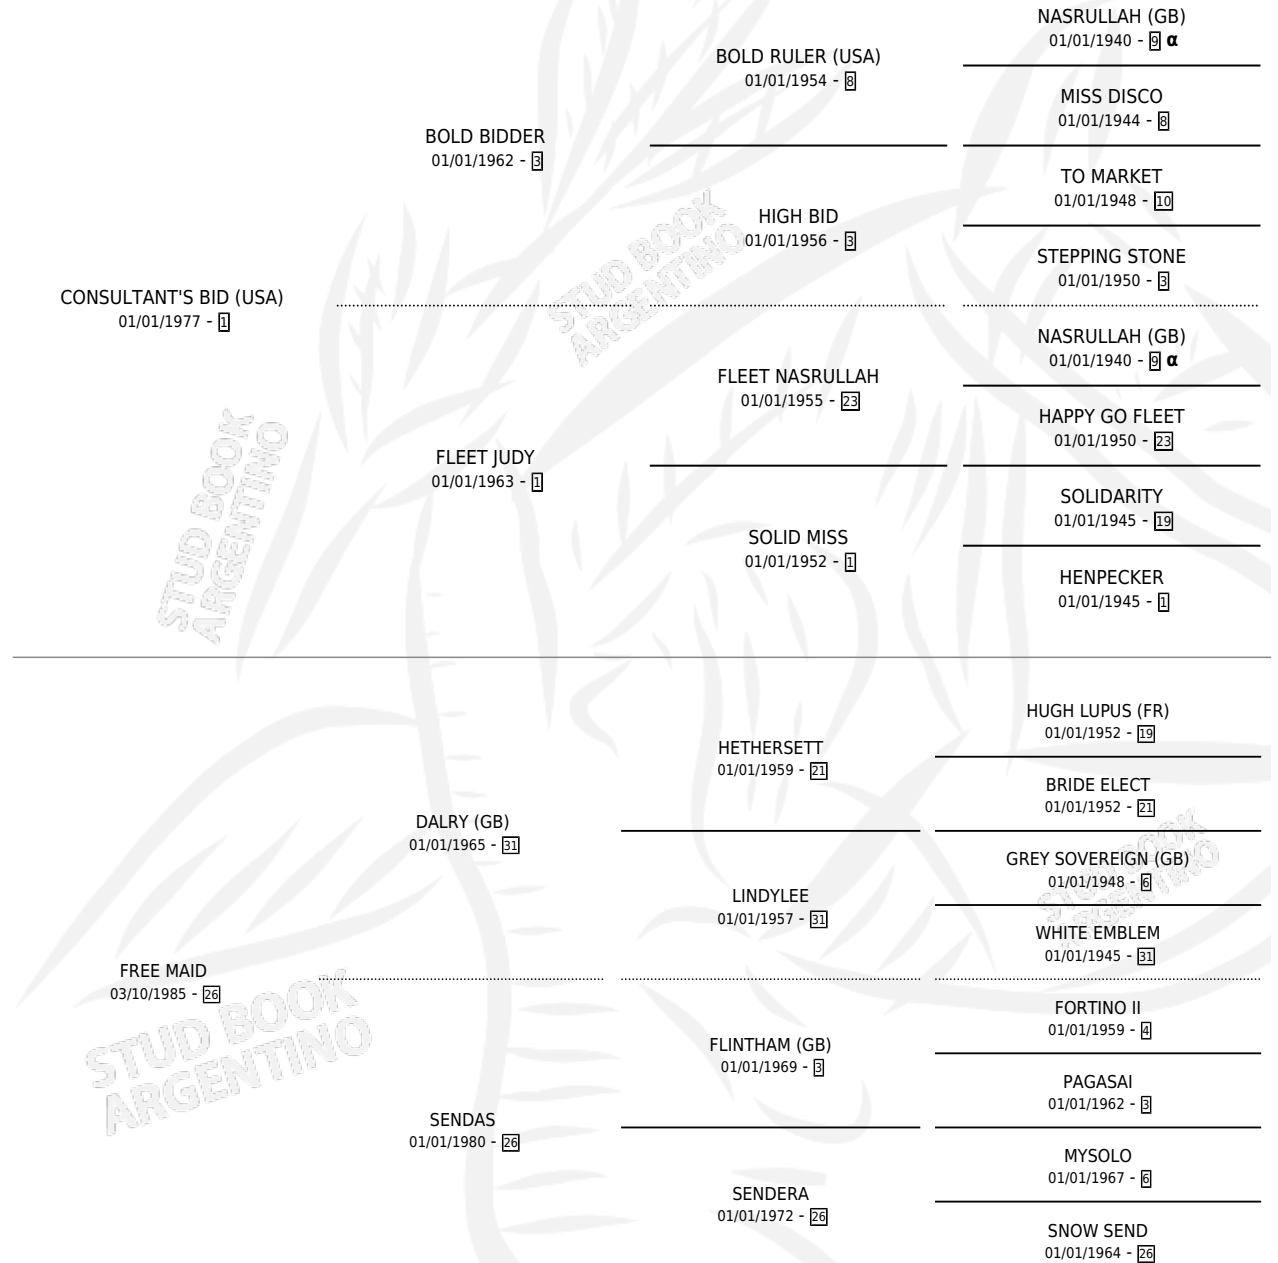 NASRULLAH (GB)
01/01/1940 - 9 α
BOLD RULER (USA)
01/01/1954 - 8
MISS DISCO
01/01/1944 - 8
BOLD BIDDER
01/01/1962 - 3
TO MARKET
01/01/1948 - 10
HIGH BID
01/01/1956 - 3
STEPPING STONE
01/01/1950 - 3
CONSULTANT'S BID (USA)
01/01/1977 - 1
NASRULLAH (GB)
01/01/1940 - 9 α
FLEET NASRULLAH
01/01/1955 - 23
HAPPY GO FLEET
01/01/1950 - 23
FLEET JUDY
01/01/1963 - 1
SOLIDARITY
01/01/1945 - 19
SOLID MISS
01/01/1952 - 1
HENPECKER
01/01/1945 - 1
HUGH LUPUS (FR)
01/01/1952 - 19
HETHERSETT
01/01/1959 - 21
BRIDE ELECT
01/01/1952 - 21
DALRY (GB)
01/01/1965 - 31
GREY SOVEREIGN (GB)
01/01/1948 - 6
LINDYLEE
01/01/1957 - 31
WHITE EMBLEM
01/01/1945 - 31
FREE MAID
03/10/1985 - 26
FORTINO II
01/01/1959 - 4
FLINTHAM (GB)
01/01/1969 - 3
PAGASAI
01/01/1962 - 3
SENDAS
01/01/1980 - 26
MYSOLO
01/01/1967 - 6
SENDERA
01/01/1972 - 26
SNOW SEND
01/01/1964 - 26
STUD BOOK
ARGENTINO
STUD BOOK
ARGENTINO
STUD BOOK
ARGENTINO
STUD BOOK
ARGENTINO